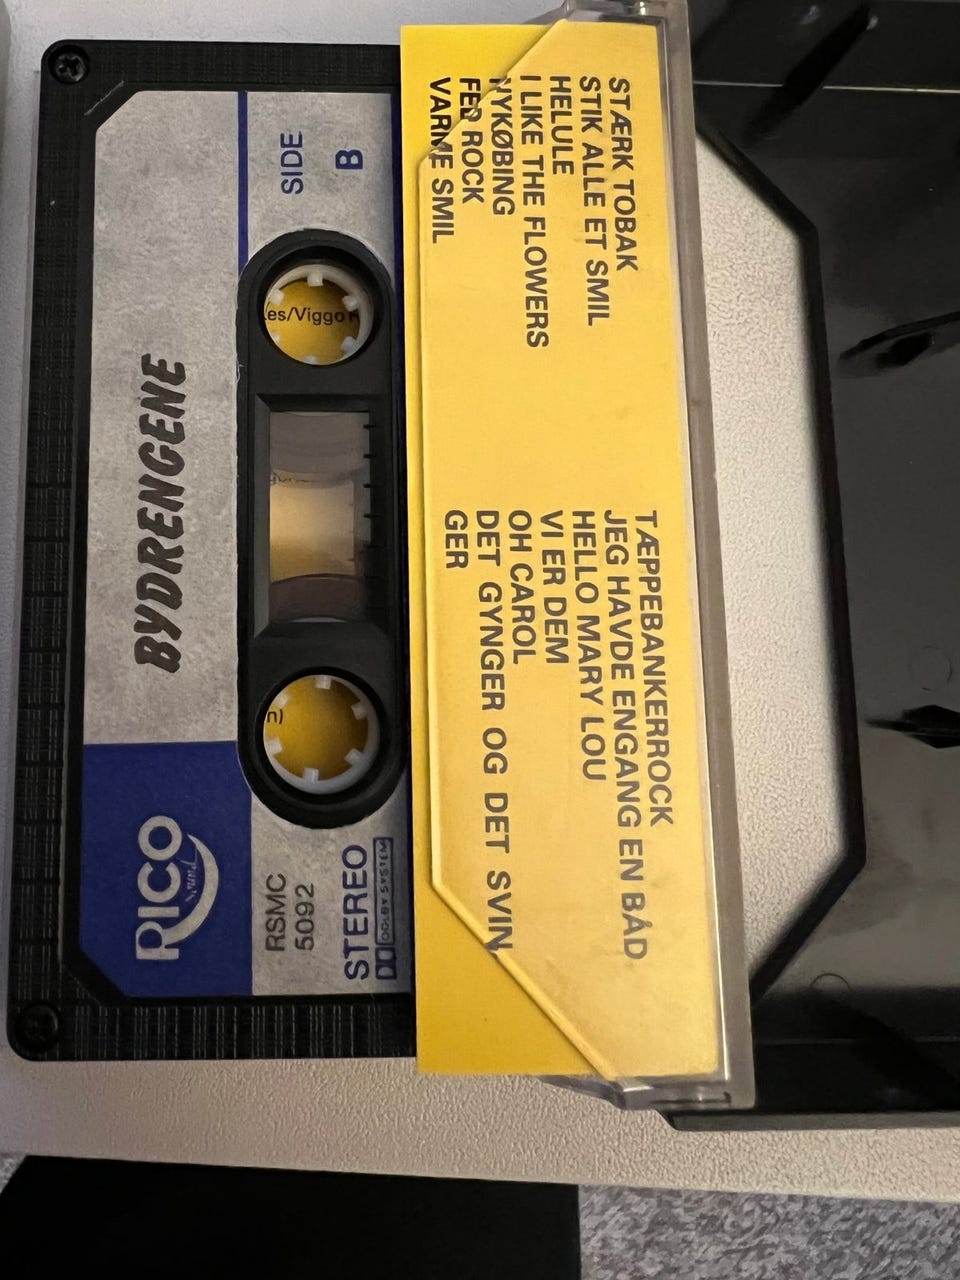 STÆRK TOBAK
STIK ALLE ET SMIL
HELULE
I LIKE THE FLOWERS
NYKØBING
FED ROCK
VARME SMIL
TÆPPEBANKERROCK
JEG HAVDE ENGANG EN BÅD
HELLO MARY LOU
VI ER DEM
OH CAROL
DET GYNGER OG DET SVIN
GER
SIDE
B
es/Viggo
n)
BYDRENGENE
RICO
Sound
RSMC
5092
STEREO
DOLBY SYSTEM